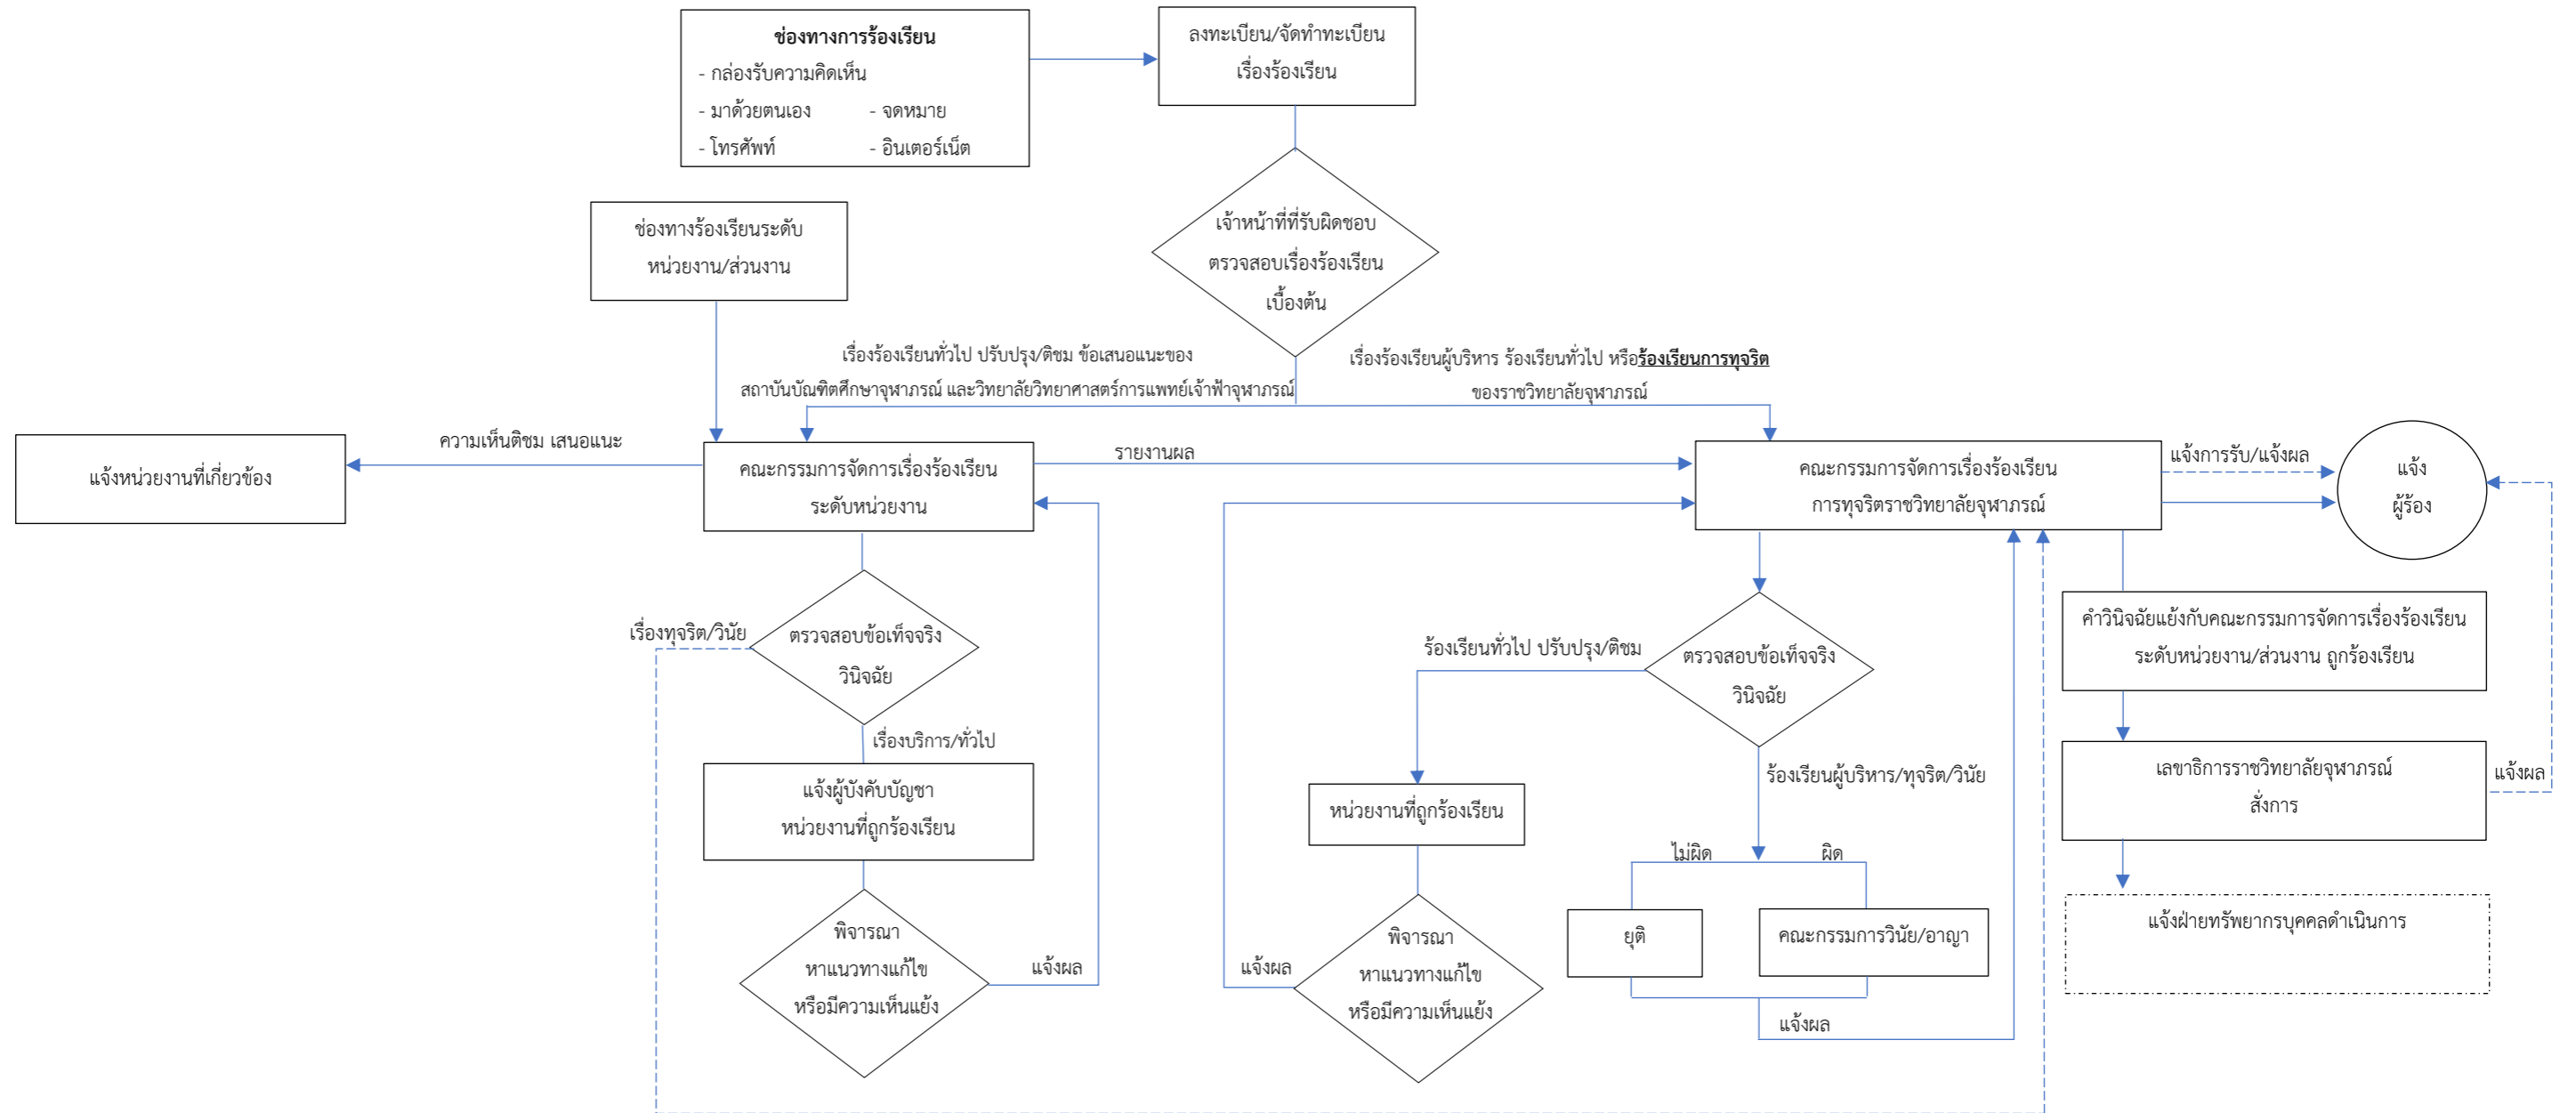 ช่องทางการร้องเรียน
- กล่องรับความคิดเห็น
- มาด้วยตนเอง - จดหมาย
- โทรศัพท์ - อินเตอร์เน็ต
ลงทะเบียน/จัดทำทะเบียน
เรื่องร้องเรียน
ช่องทางร้องเรียนระดับ
หน่วยงาน/ส่วนงาน
เจ้าหน้าที่ที่รับผิดชอบ
ตรวจสอบเรื่องร้องเรียน
เบื้องต้น
เรื่องร้องเรียนทั่วไป ปรับปรุง/ติชม ข้อเสนอแนะของ
สถาบันบัณฑิตศึกษาจุฬาภรณ์ และวิทยาลัยวิทยาศาสตร์การแพทย์เจ้าฟ้าจุฬาภรณ์
เรื่องร้องเรียนผู้บริหาร ร้องเรียนทั่วไป หรือร้องเรียนการทุจริต
ของราชวิทยาลัยจุฬาภรณ์
แจ้งหน่วยงานที่เกี่ยวข้อง
ความเห็นติชม เสนอแนะ
คณะกรรมการจัดการเรื่องร้องเรียน
ระดับหน่วยงาน
รายงานผล
คณะกรรมการจัดการเรื่องร้องเรียน
การทุจริตราชวิทยาลัยจุฬาภรณ์
แจ้งการรับ/แจ้งผล
แจ้ง
ผู้ร้อง
เรื่องทุจริต/วินัย
ตรวจสอบข้อเท็จจริง
วินิจฉัย
เรื่องบริการ/ทั่วไป
แจ้งผู้บังคับบัญชา
หน่วยงานที่ถูกร้องเรียน
พิจารณา
หาแนวทางแก้ไข
หรือมีความเห็นแย้ง
แจ้งผล
ร้องเรียนทั่วไป ปรับปรุง/ติชม
ตรวจสอบข้อเท็จจริง
วินิจฉัย
หน่วยงานที่ถูกร้องเรียน
พิจารณา
หาแนวทางแก้ไข
หรือมีความเห็นแย้ง
แจ้งผล
ร้องเรียนผู้บริหาร/ทุจริต/วินัย
ไม่ผิด
ผิด
ยุติ
คณะกรรมการวินัย/อาญา
แจ้งผล
คำวินิจฉัยแย้งกับคณะกรรมการจัดการเรื่องร้องเรียน
ระดับหน่วยงาน/ส่วนงาน ถูกร้องเรียน
เลขาธิการราชวิทยาลัยจุฬาภรณ์
สั่งการ
แจ้งผล
แจ้งฝ่ายทรัพยากรบุคคลดำเนินการ